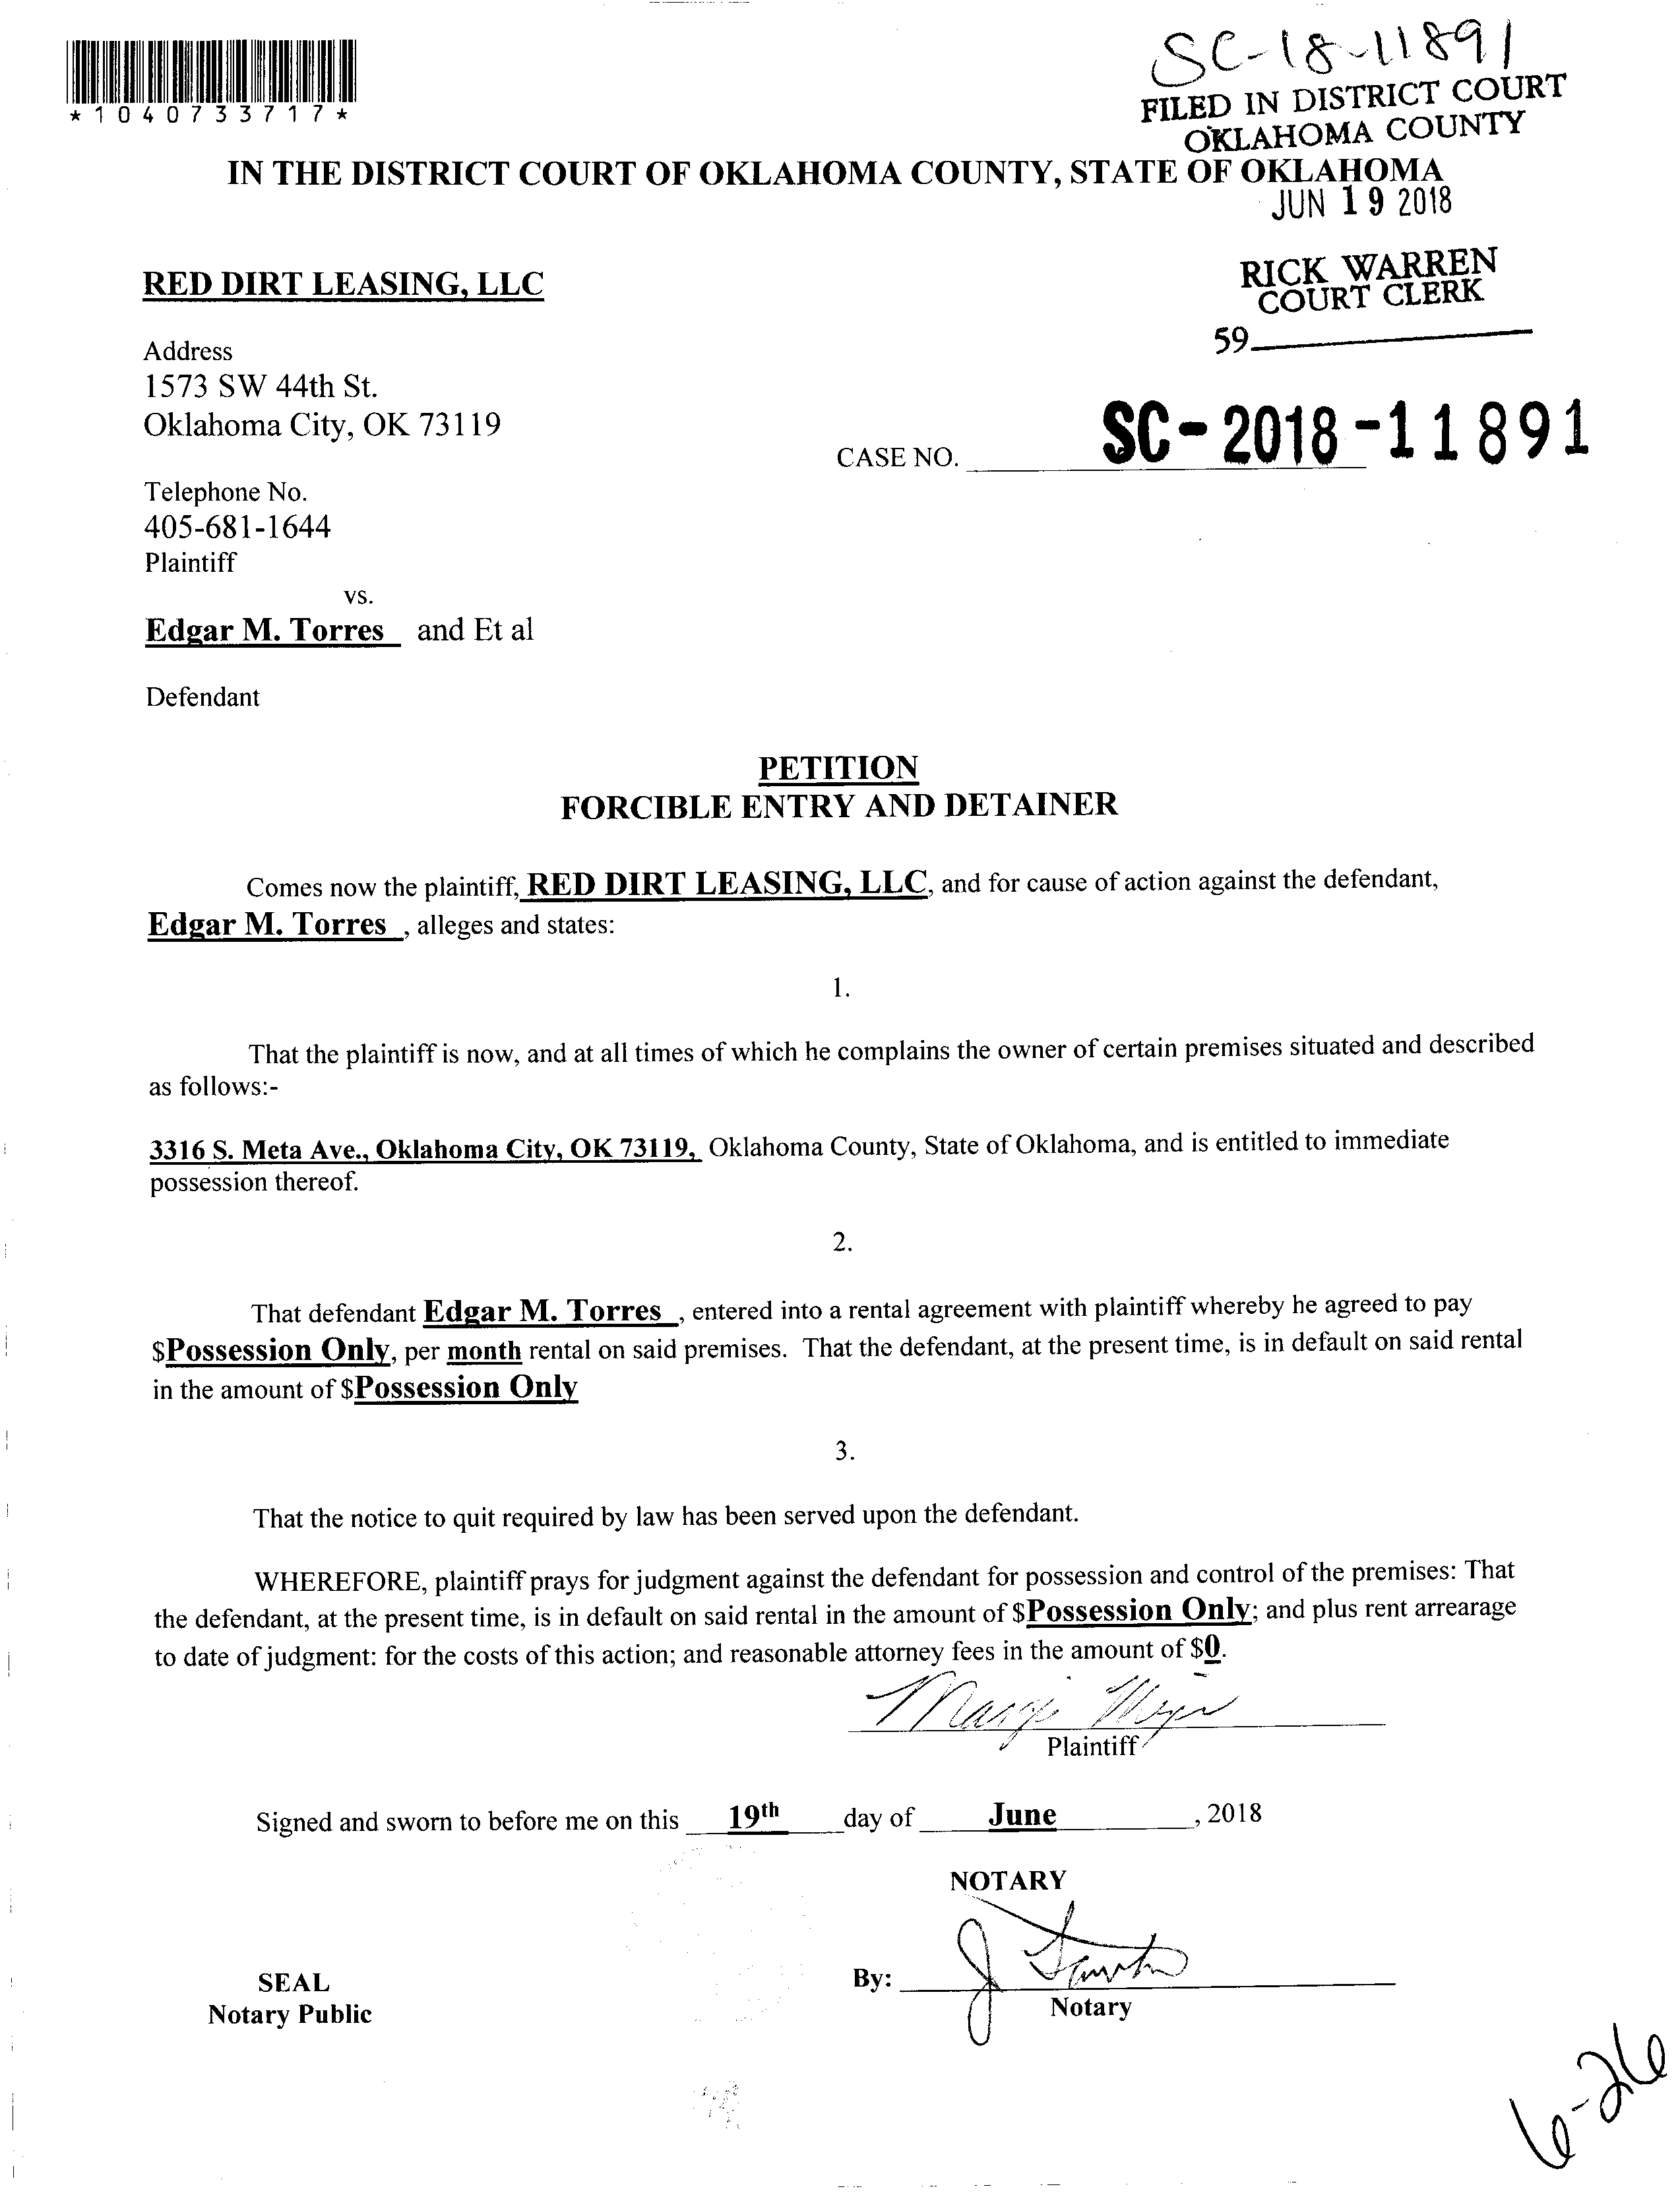 SC-18-11891
*1040733717*
FILED IN DISTRICT COURT
OKLAHOMA COUNTY
IN THE DISTRICT COURT OF OKLAHOMA COUNTY, STATE OF OKLAHOMA
JUN 19 2018
RED DIRT LEASING, LLC
RICK WARREN
COURT CLERK
59
Address
1573 SW 44th St.
Oklahoma City, OK 73119
CASE NO. SC-2018-11891
Telephone No.
405-681-1644
Plaintiff
vs.
Edgar M. Torres and Et al
Defendant
PETITION
FORCIBLE ENTRY AND DETAINER
Comes now the plaintiff, RED DIRT LEASING, LLC, and for cause of action against the defendant,
Edgar M. Torres , alleges and states:
1.
That the plaintiff is now, and at all times of which he complains the owner of certain premises situated and described
as follows:-
3316 S. Meta Ave., Oklahoma City, OK 73119, Oklahoma County, State of Oklahoma, and is entitled to immediate
possession thereof.
2.
That defendant Edgar M. Torres , entered into a rental agreement with plaintiff whereby he agreed to pay
$Possession Only, per month rental on said premises. That the defendant, at the present time, is in default on said rental
in the amount of $Possession Only
3.
That the notice to quit required by law has been served upon the defendant.
WHEREFORE, plaintiff prays for judgment against the defendant for possession and control of the premises: That
the defendant, at the present time, is in default on said rental in the amount of $Possession Only; and plus rent arrearage
to date of judgment: for the costs of this action; and reasonable attorney fees in the amount of $0.
Plaintiff
Signed and sworn to before me on this 19th day of June , 2018
NOTARY
SEAL
By:
Notary Public
Notary
6-26